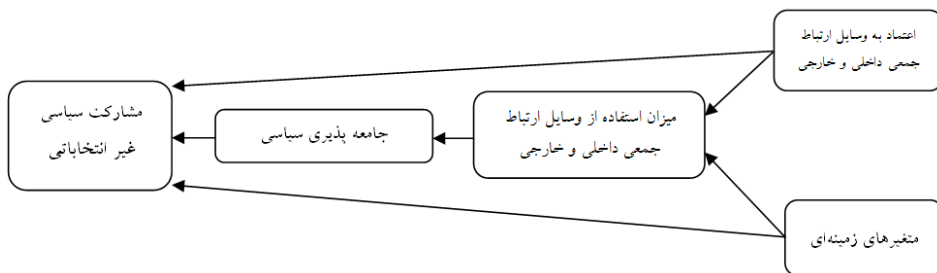 اعتماد به وسایل ارتباط
جمعی داخلی و خارجی
میزان استفاده از وسایل ارتباط
جمعی داخلی و خارجی
جامعه پذیری سیاسی
مشارکت سیاسی
غیر انتخاباتی
متغیرهای زمینه‌ای